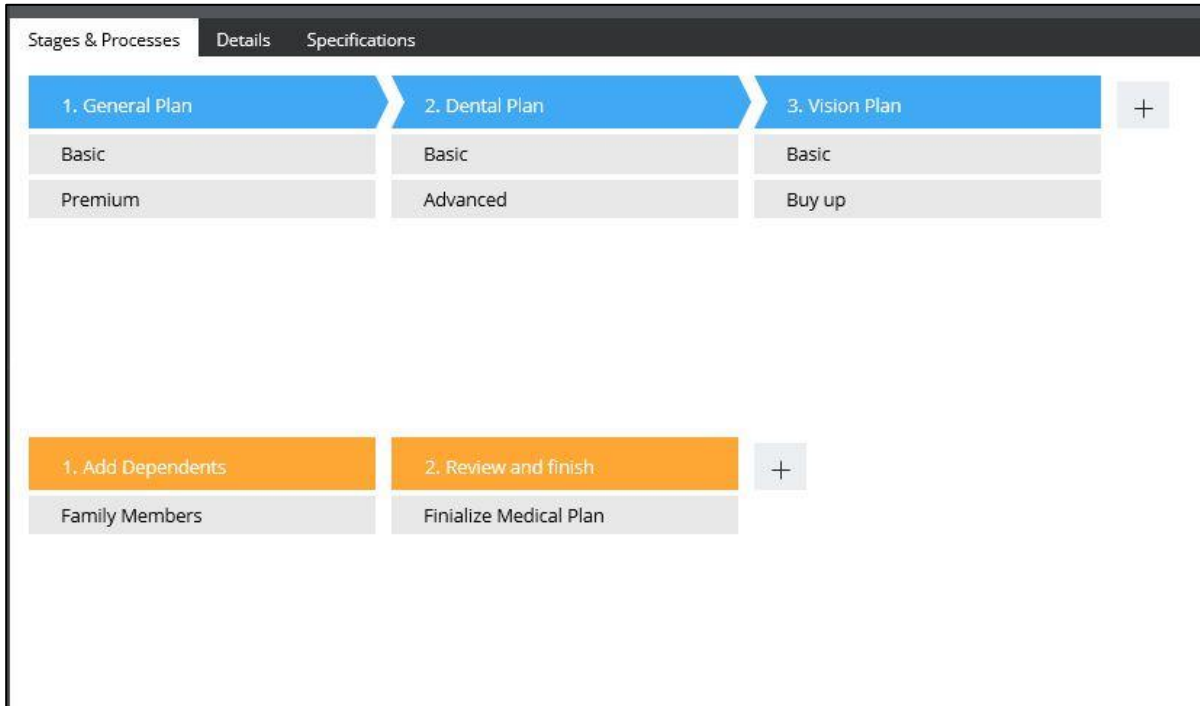 Stages & Processes Details Specifications
1. General Plan 2. Dental Plan 3. Vision Plan +
Basic Basic Basic
Premium Advanced Buy up
1. Add Dependents 2. Review and finish +
Family Members Finialize Medical Plan